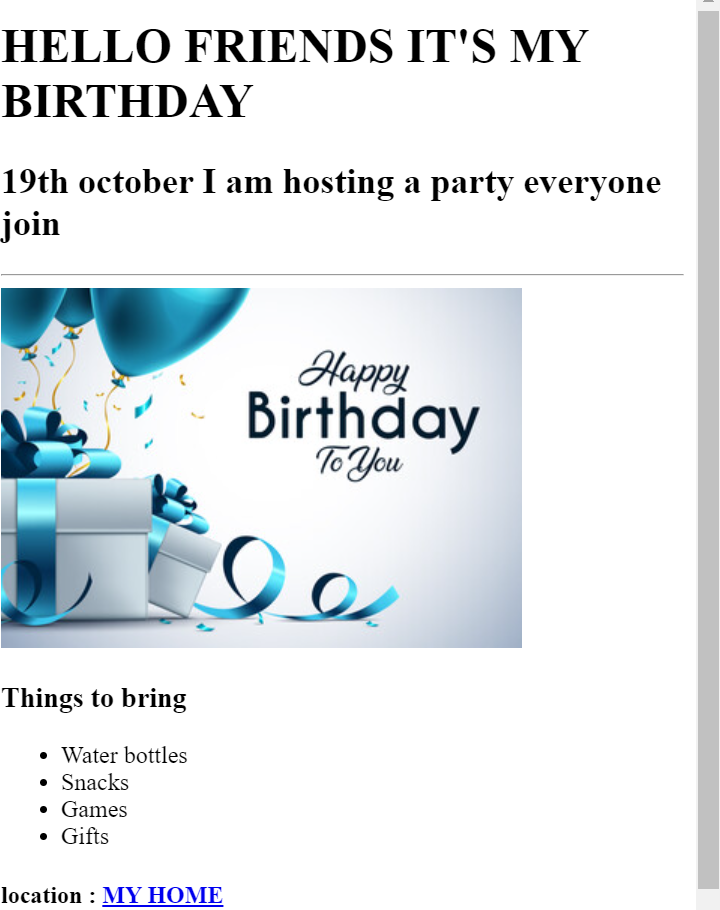 HELLO FRIENDS IT'S MY
BIRTHDAY
19th october I am hosting a party everyone
join
Happy
Birthday
To You
Things to bring
Water bottles
Snacks
Games
Gifts
location : MY HOME